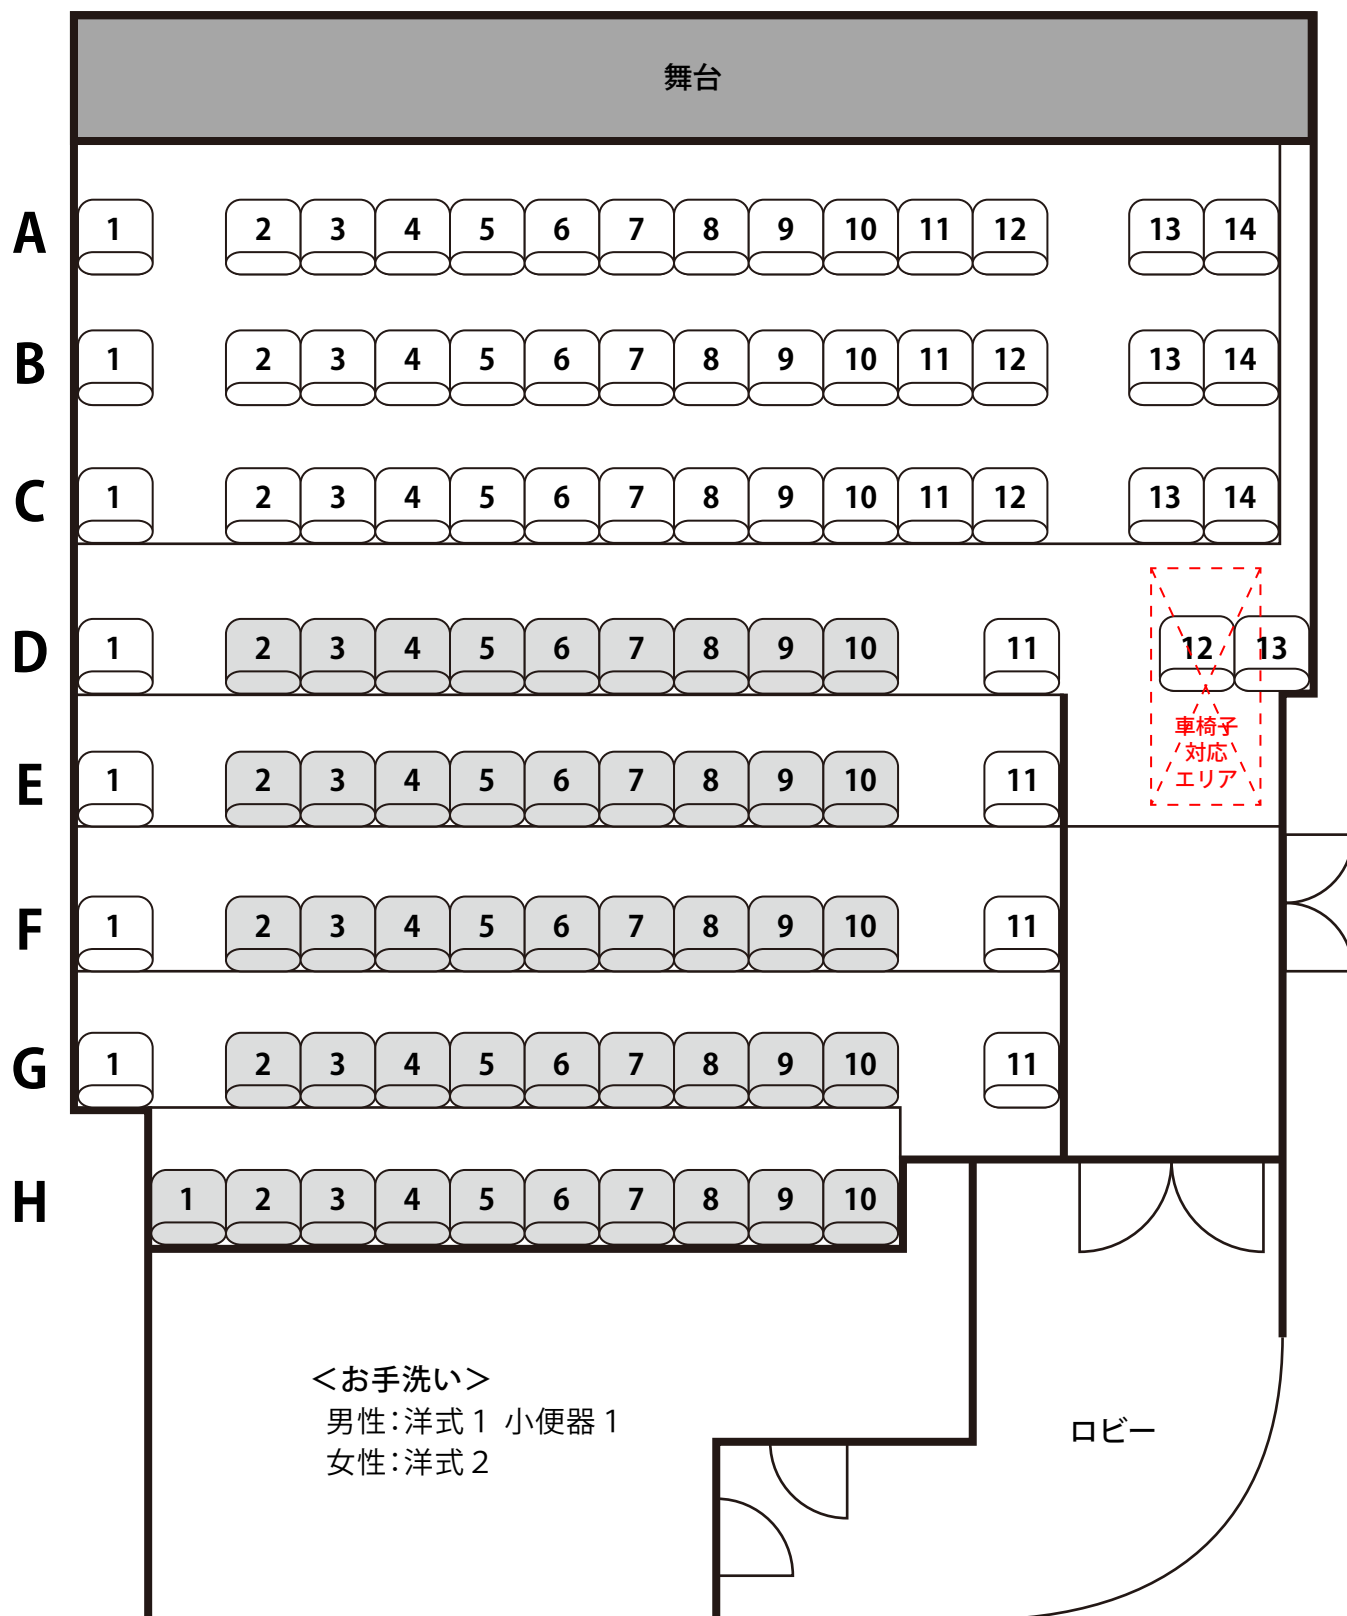 舞台
A 1 2 3 4 5 6 7 8 9 10 11 12 13 14
B 1 2 3 4 5 6 7 8 9 10 11 12 13 14
C 1 2 3 4 5 6 7 8 9 10 11 12 13 14
D 1 2 3 4 5 6 7 8 9 10 11 12 13
車椅子
対応
エリア
E 1 2 3 4 5 6 7 8 9 10 11
F 1 2 3 4 5 6 7 8 9 10 11
G 1 2 3 4 5 6 7 8 9 10 11
H 1 2 3 4 5 6 7 8 9 10
＜お手洗い＞
男性：洋式 1 小便器 1
女性：洋式 2
ロビー